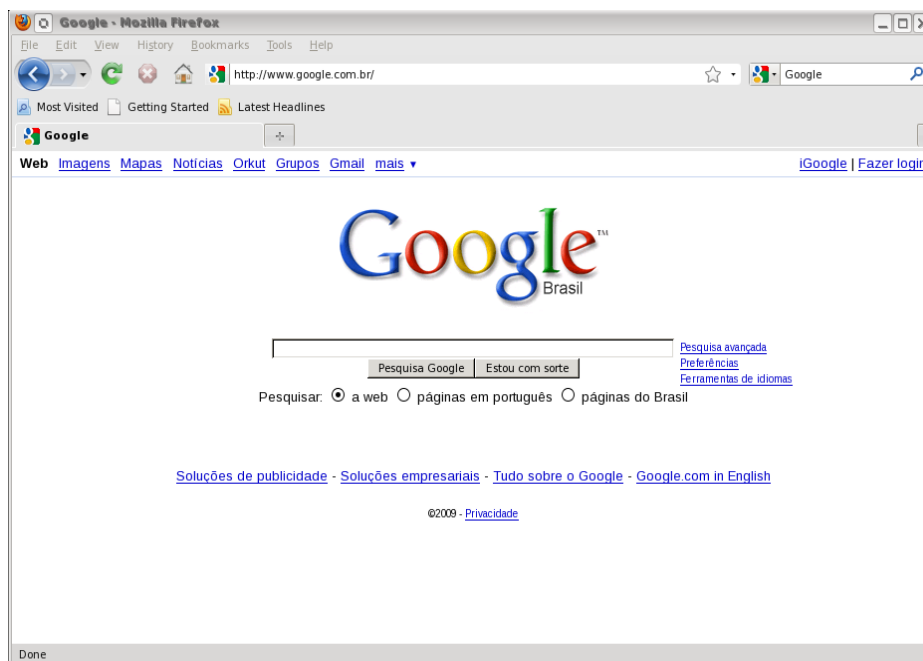 Google - Mozilla Firefox
File Edit View History Bookmarks Tools Help
http://www.google.com.br/ Google
Most Visited Getting Started Latest Headlines
Google
Web Imagens Mapas Notícias Orkut Grupos Gmail mais ▼ iGoogle | Fazer login
Google™
Brasil
Pesquisa avançada
Preferências
Ferramentas de idiomas
Pesquisa Google Estou com sorte
Pesquisar: a web páginas em português páginas do Brasil
Soluções de publicidade - Soluções empresariais - Tudo sobre o Google - Google.com in English
©2009 - Privacidade
Done